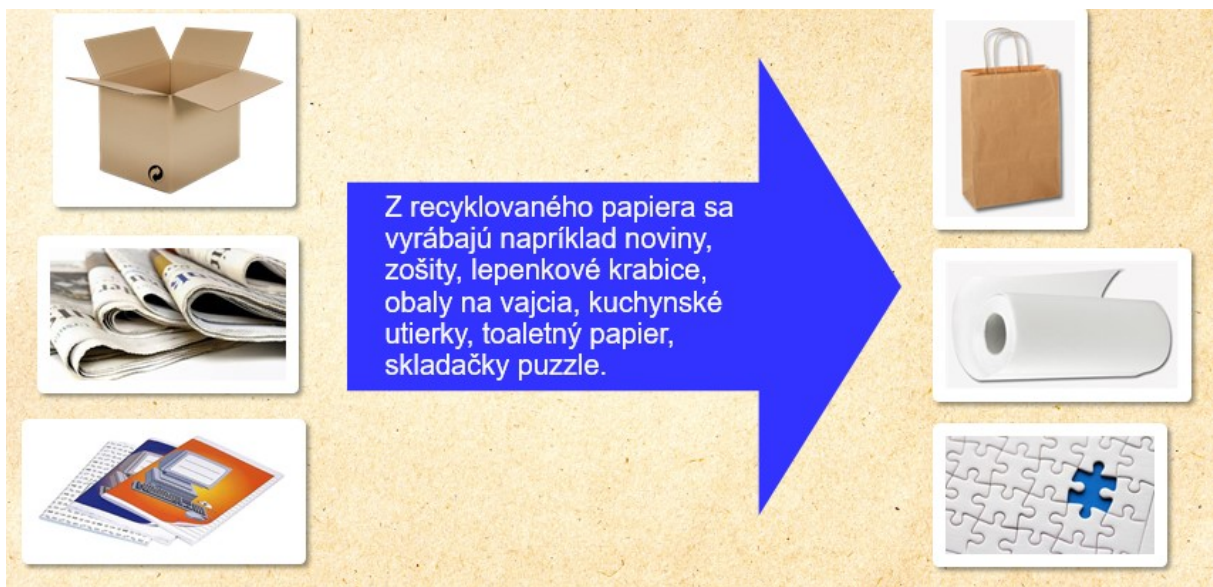 Z recyklovaného papiera sa
vyrábajú napríklad noviny,
zošity, lepenkové krabice,
obaly na vajcia, kuchynské
utierky, toaletný papier,
skladačky puzzle.